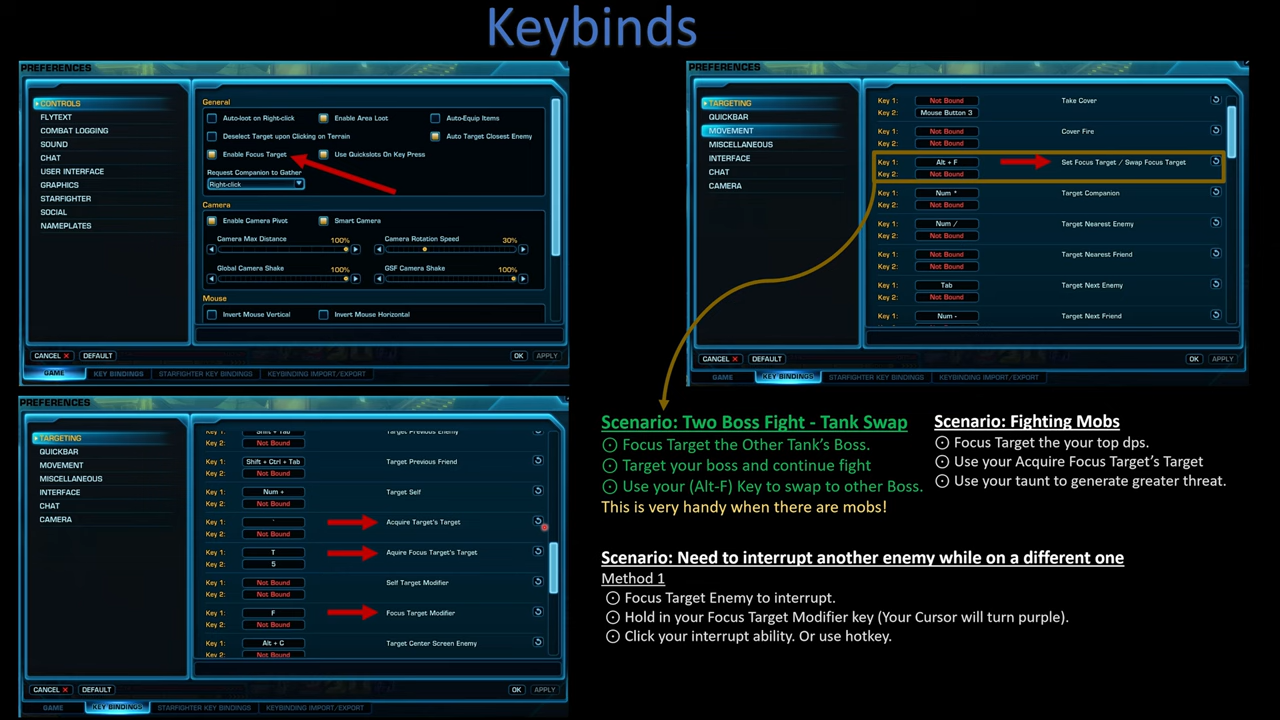 Keybinds
PREFERENCES
CONTROLS
FLYTEXT
COMBAT LOGGING
SOUND
CHAT
USER INTERFACE
GRAPHICS
STARFIGHTER
SOCIAL
NAMEPLATES
General
Auto-loot on Right-click Enable Area Loot Auto-Equip Items
Deselect Target upon Clicking on Terrain Auto Target Closest Enemy
Enable Focus Target Use Quickslots On Key Press
Request Companion to Gather
Right-click
Camera
Enable Camera Pivot Smart Camera
Camera Max Distance 100% Camera Rotation Speed 30%
Global Camera Shake 100% GSF Camera Shake 100%
Mouse
Invert Mouse Vertical Invert Mouse Horizontal
CANCEL X DEFAULT OK APPLY
GAME KEY BINDINGS STARFIGHTER KEY BINDINGS KEYBINDING IMPORT/EXPORT
PREFERENCES
TARGETING
QUICKBAR
MOVEMENT
MISCELLANEOUS
INTERFACE
CHAT
CAMERA
Key 1: Not Bound Take Cover
Key 2: Mouse Button 3
Key 1: Not Bound Cover Fire
Key 2: Not Bound
Key 1: Alt + F Set Focus Target / Swap Focus Target
Key 2: Not Bound
Key 1: Num * Target Companion
Key 2: Not Bound
Key 1: Num / Target Nearest Enemy
Key 2: Not Bound
Key 1: Not Bound Target Nearest Friend
Key 2: Not Bound
Key 1: Tab Target Next Enemy
Key 2: Not Bound
Key 1: Num - Target Next Friend
CANCEL X DEFAULT OK APPLY
GAME KEY BINDINGS STARFIGHTER KEY BINDINGS KEYBINDING IMPORT/EXPORT
PREFERENCES
TARGETING
QUICKBAR
MOVEMENT
MISCELLANEOUS
INTERFACE
CHAT
CAMERA
Key 1: Shift + Tab Target Previous Enemy
Key 2: Not Bound
Key 1: Shift + Ctrl + Tab Target Previous Friend
Key 2: Not Bound
Key 1: Num + Target Self
Key 2: Not Bound
Key 1: ` Acquire Target's Target
Key 2: Not Bound
Key 1: T Aquire Focus Target's Target
Key 2: 5
Key 1: Not Bound Self Target Modifier
Key 2: Not Bound
Key 1: F Focus Target Modifier
Key 2: Not Bound
Key 1: Alt + C Target Center Screen Enemy
Key 2: Not Bound
CANCEL X DEFAULT OK APPLY
GAME KEY BINDINGS STARFIGHTER KEY BINDINGS KEYBINDING IMPORT/EXPORT
Scenario: Two Boss Fight - Tank Swap
⊙ Focus Target the Other Tank's Boss.
⊙ Target your boss and continue fight
⊙ Use your (Alt-F) Key to swap to other Boss.
This is very handy when there are mobs!
Scenario: Fighting Mobs
⊙ Focus Target the your top dps.
⊙ Use your Acquire Focus Target's Target
⊙ Use your taunt to generate greater threat.
Scenario: Need to interrupt another enemy while on a different one
Method 1
⊙ Focus Target Enemy to interrupt.
⊙ Hold in your Focus Target Modifier key (Your Cursor will turn purple).
⊙ Click your interrupt ability. Or use hotkey.